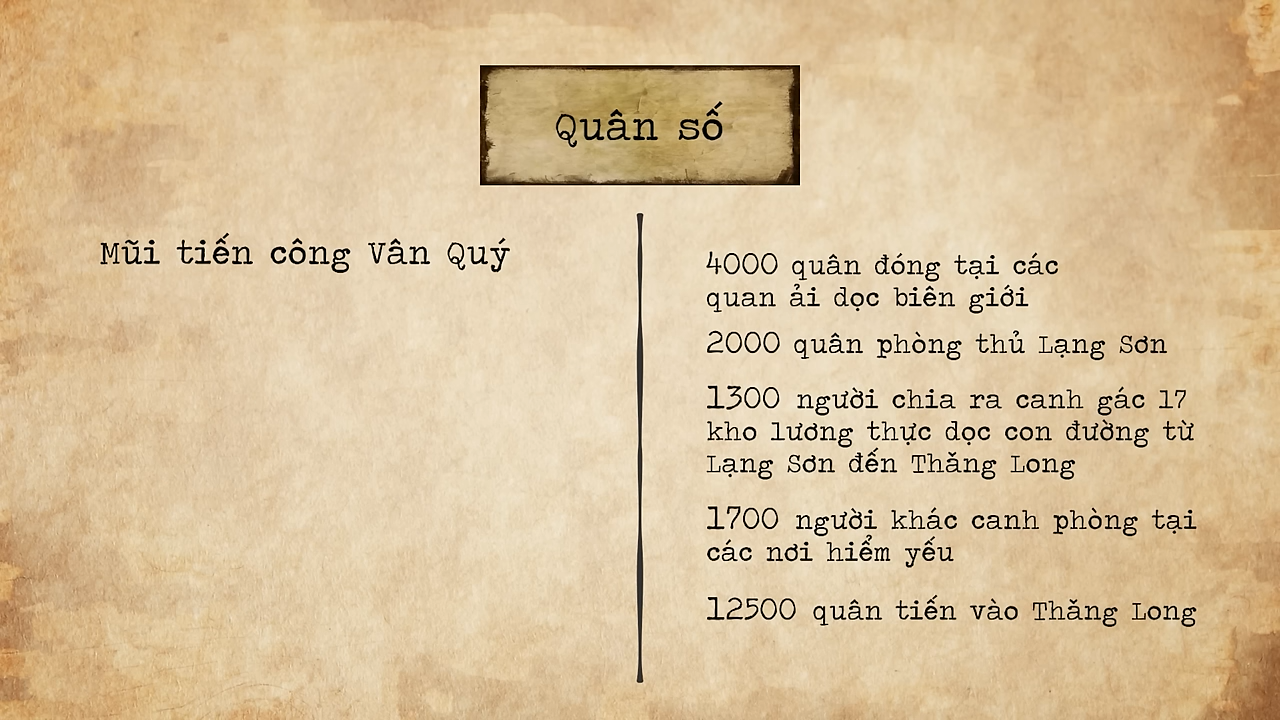 Quân số
Mũi tiến công Vân Quý
4000 quân đóng tại các
quan ải dọc biên giới
2000 quân phòng thủ Lạng Sơn
1300 người chia ra canh gác 17
kho lương thực dọc con đường từ
Lạng Sơn đến Thăng Long
1700 người khác canh phòng tại
các nơi hiểm yếu
12500 quân tiến vào Thăng Long